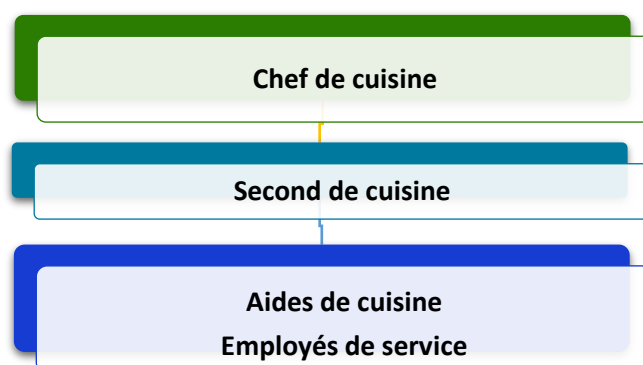 Chef de cuisine
Second de cuisine
Aides de cuisine
Employés de service